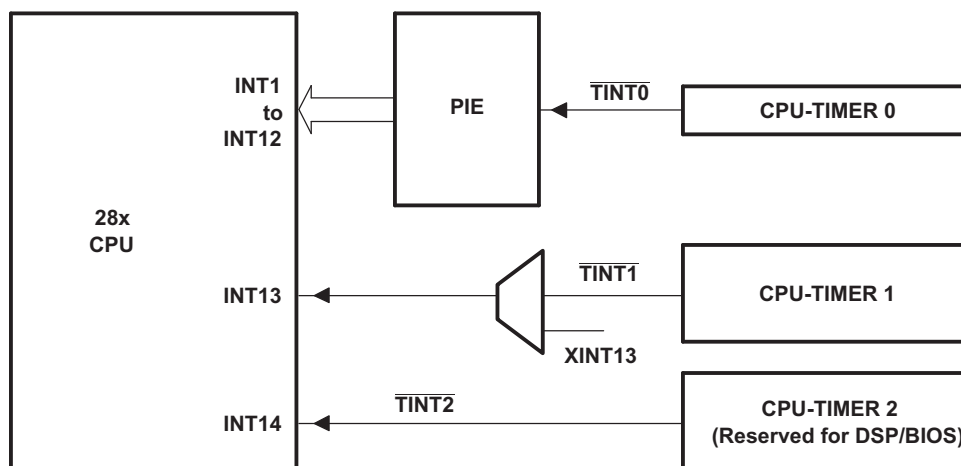 INT1
to
INT12
PIE
TINT0
CPU-TIMER 0
28x
CPU
INT13
TINT1
XINT13
CPU-TIMER 1
INT14
TINT2
CPU-TIMER 2
(Reserved for DSP/BIOS)